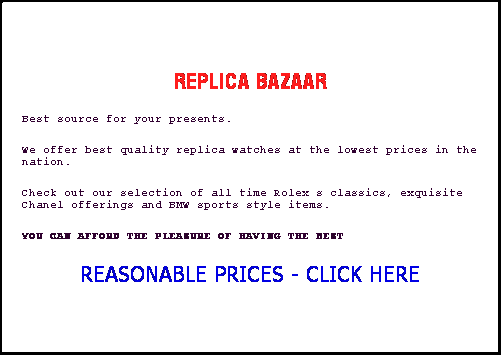 REPLICA BAZAAR
Best source for your presents.
We offer best quality replica watches at the lowest prices in the
nation.
Check out our selection of all time Rolex s classics, exquisite
Chanel offerings and BMW sports style items.
YOU CAN AFFORD THE PLEASURE OF HAVING THE BEST
REASONABLE PRICES - CLICK HERE